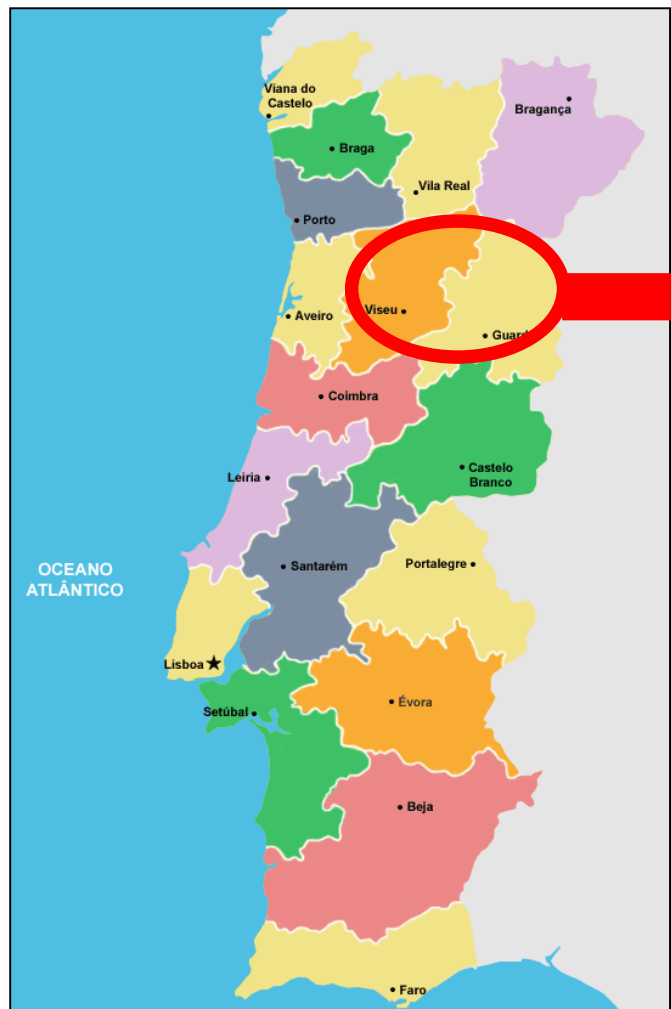 Viana do
Castelo
Bragança
Braga
Vila Real
Porto
Viseu
Aveiro
Coimbra
Castelo
Branco
Leiria
OCEANO
ATLÂNTICO
Santarém
Portalegre
Lisboa
Évora
Setúbal
Beja
Faro